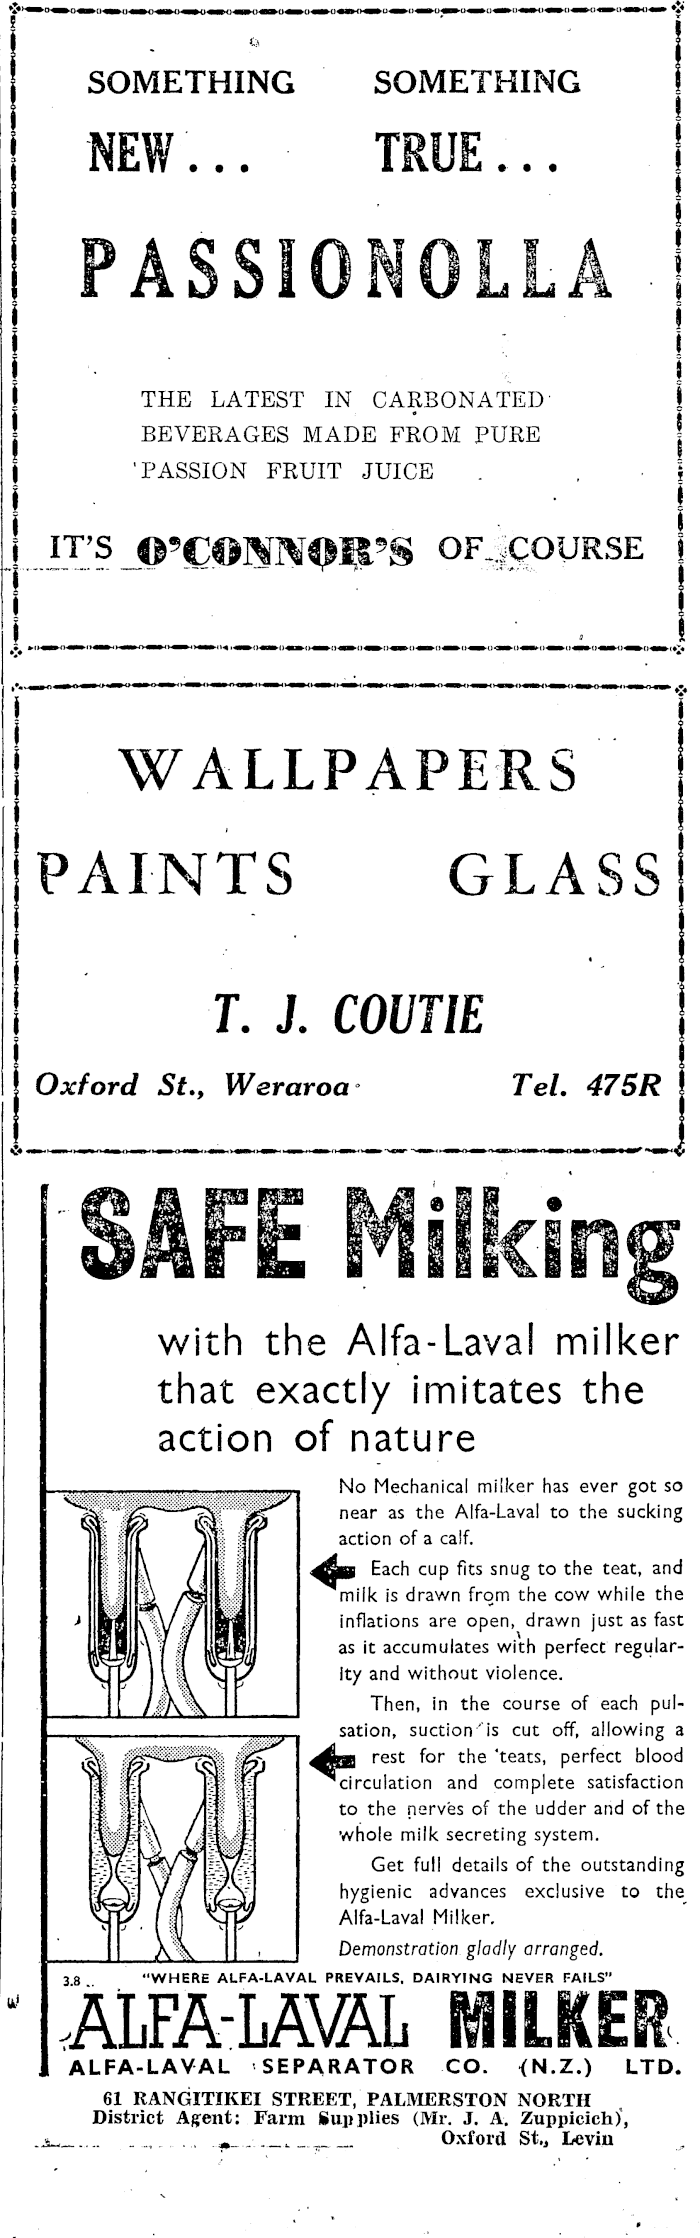 SOMETHING SOMETHING
NEW... TRUE...
PASSIONOLLA
THE LATEST IN CARBONATED
BEVERAGES MADE FROM PURE
PASSION FRUIT JUICE
IT'S O'CONNOR'S OF COURSE
WALLPAPERS
PAINTS GLASS
T. J. COUTIE
Oxford St., Weraroa Tel. 475R
SAFE Milking
with the Alfa-Laval milker
that exactly imitates the
action of nature
No Mechanical milker has ever got so
near as the Alfa-Laval to the sucking
action of a calf.
Each cup fits snug to the teat, and
milk is drawn from the cow while the
inflations are open, drawn just as fast
as it accumulates with perfect regular-
ity and without violence.
Then, in the course of each pul-
sation, suction is cut off, allowing a
rest for the teats, perfect blood
circulation and complete satisfaction
to the nerves of the udder and of the
whole milk secreting system.
Get full details of the outstanding
hygienic advances exclusive to the
Alfa-Laval Milker.
Demonstration gladly arranged.
3.8 "WHERE ALFA-LAVAL PREVAILS, DAIRYING NEVER FAILS"
ALFA-LAVAL MILKER
ALFA-LAVAL SEPARATOR CO. (N.Z.) LTD.
61 RANGITIKEI STREET, PALMERSTON NORTH
District Agent: Farm Supplies (Mr. J. A. Zuppicich),
Oxford St., Levin